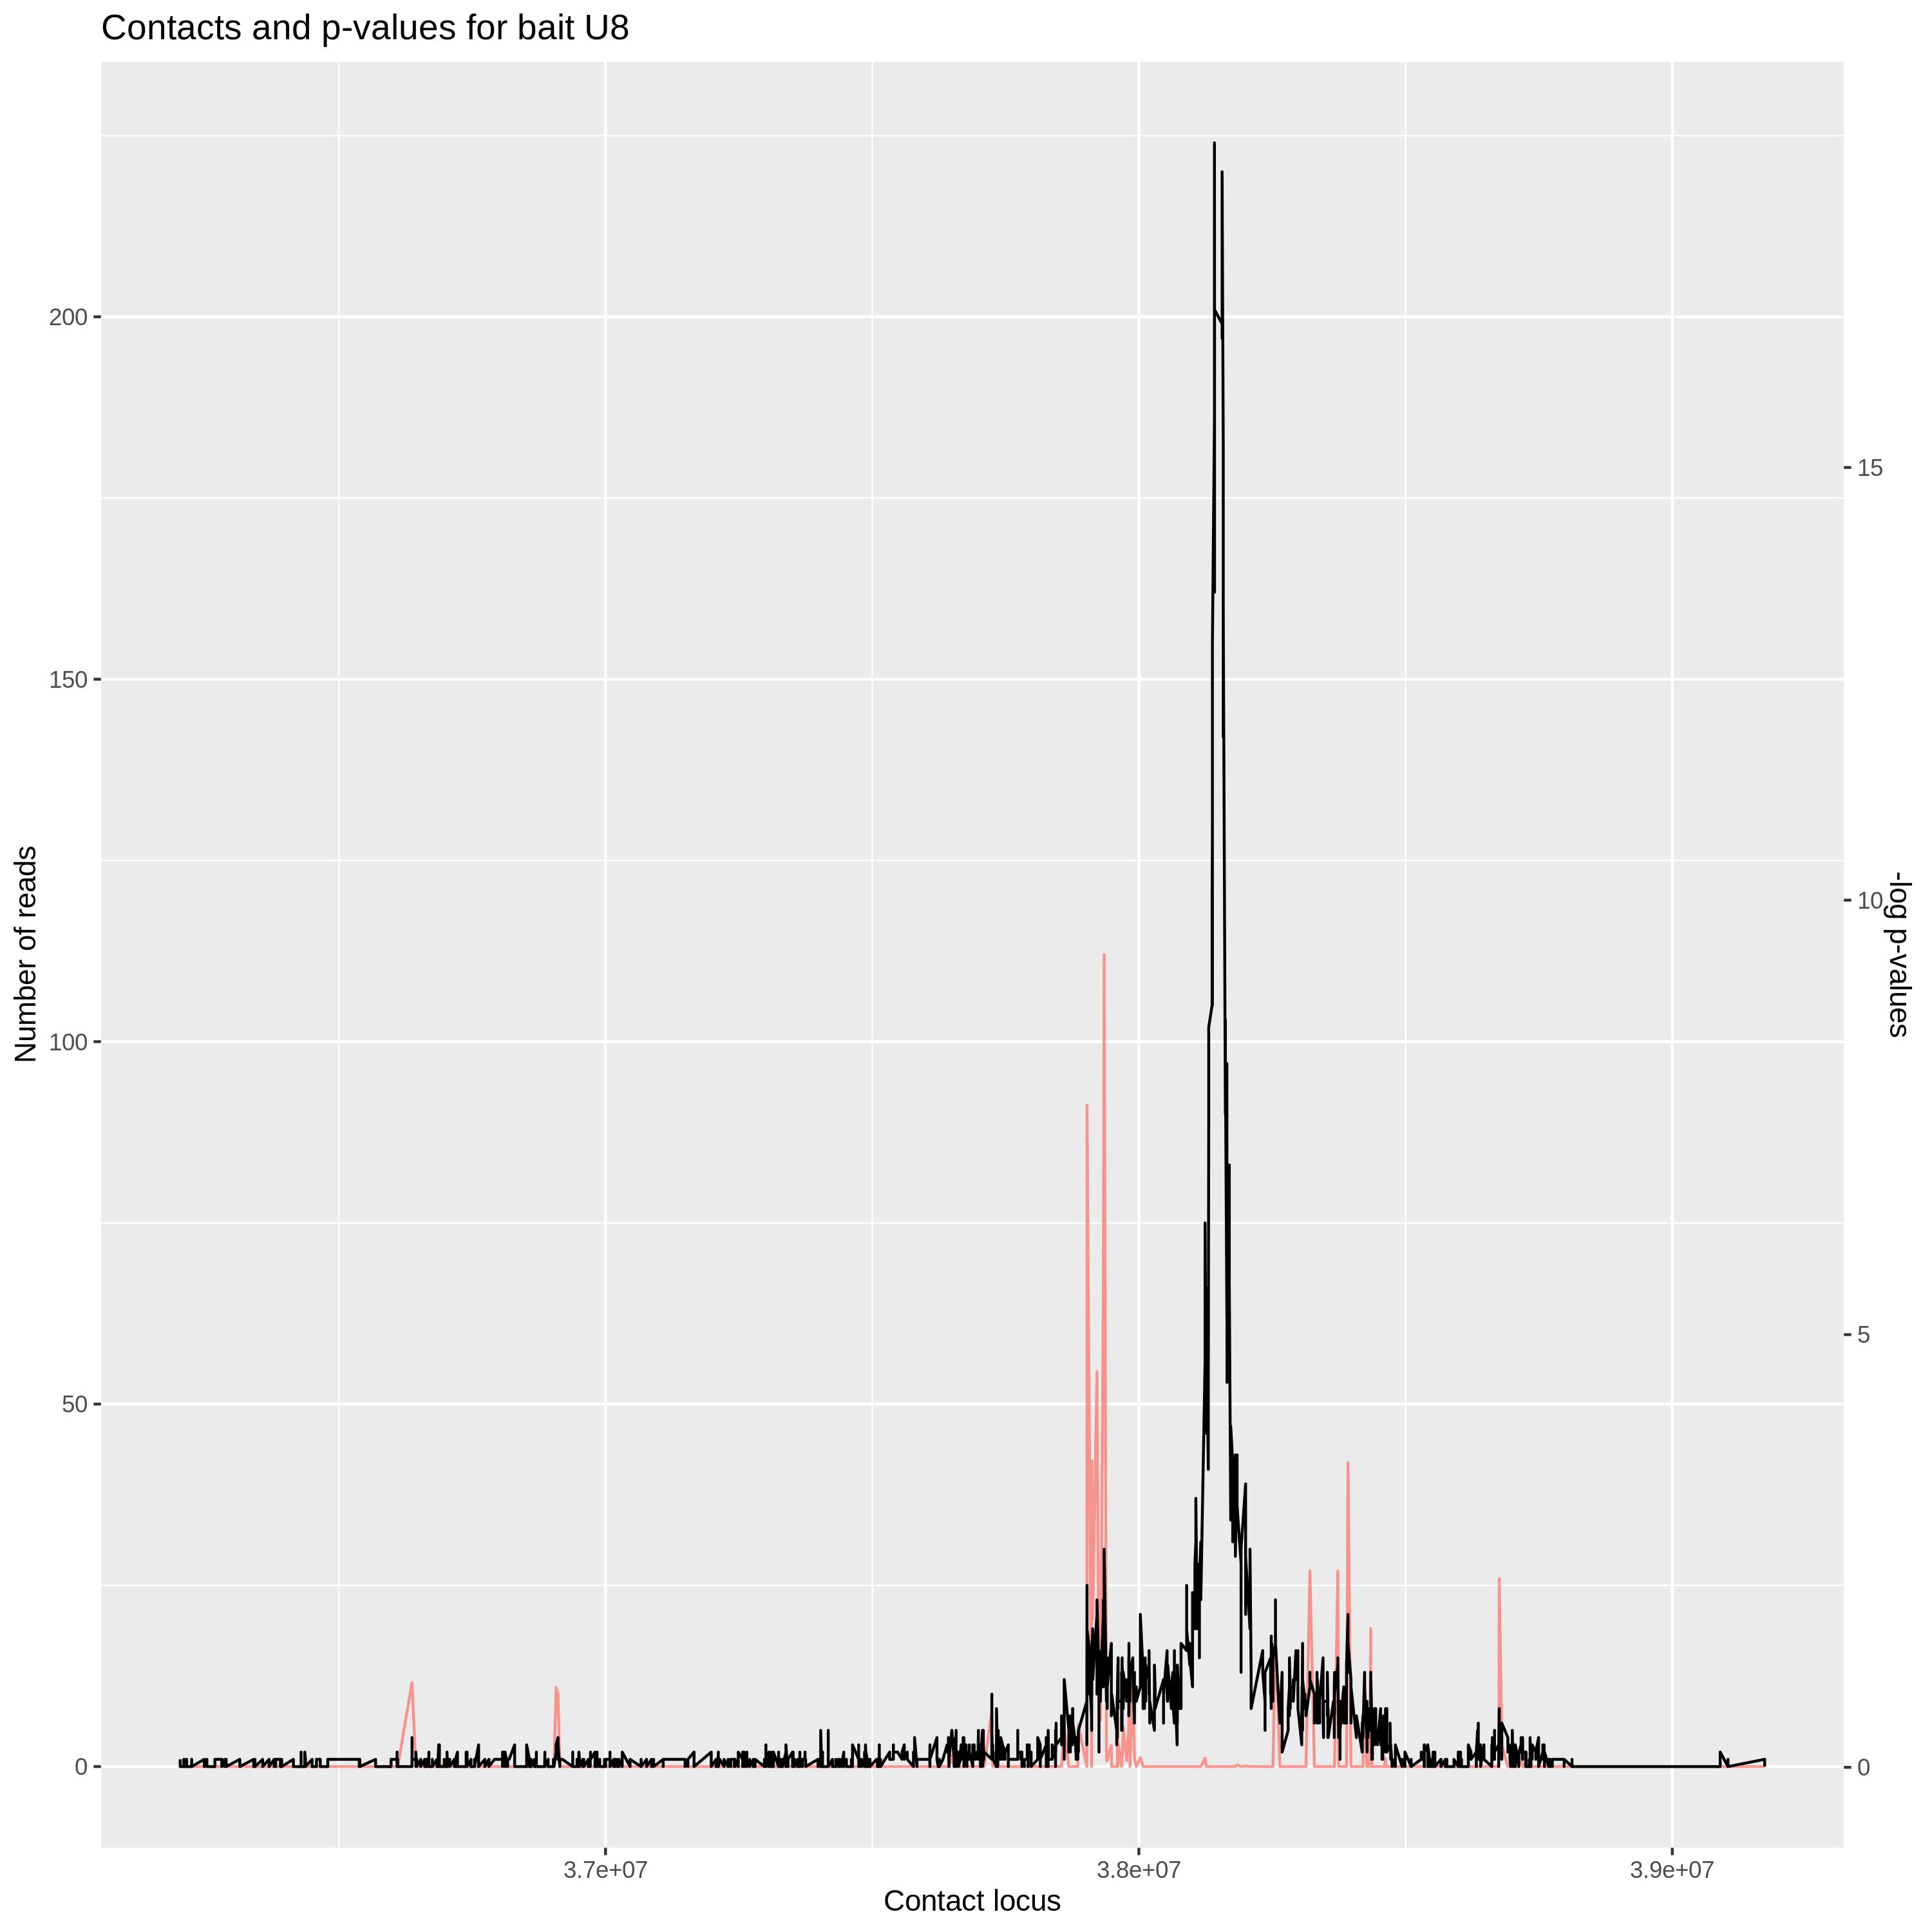 Contacts and p-values for bait U8
Number of reads
200
150
100
50
0
15
10
5
0
-log p-values
3.7e+07
3.8e+07
3.9e+07
Contact locus